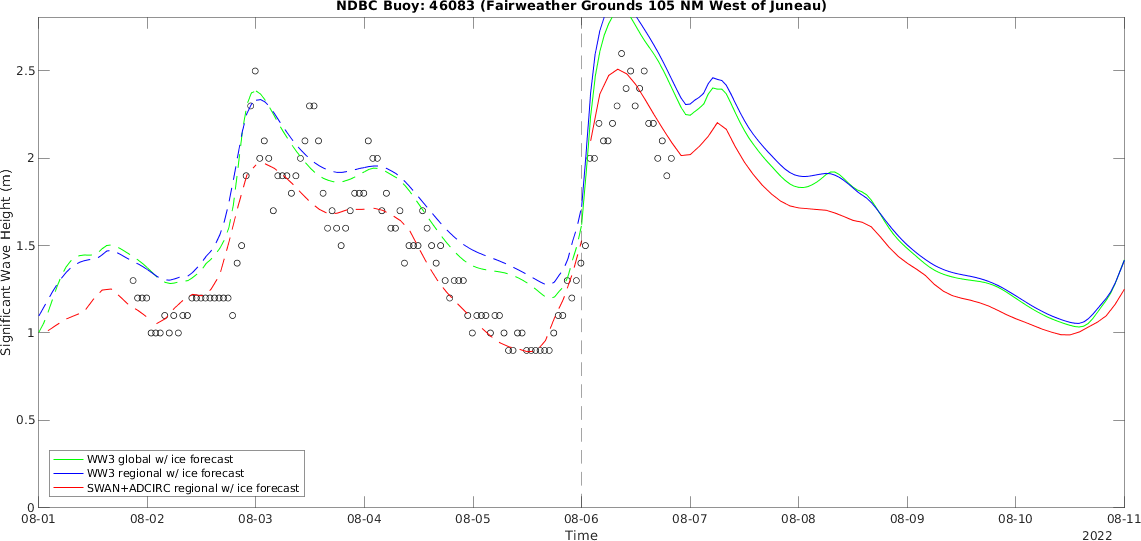 NDBC Buoy: 46083 (Fairweather Grounds 105 NM West of Juneau)
Significant Wave Height (m)
2.5
2
1.5
1
0.5
0
WW3 global w/ ice forecast
WW3 regional w/ ice forecast
SWAN+ADCIRC regional w/ ice forecast
08-01 08-02 08-03 08-04 08-05 08-06 08-07 08-08 08-09 08-10 08-11
Time
2022